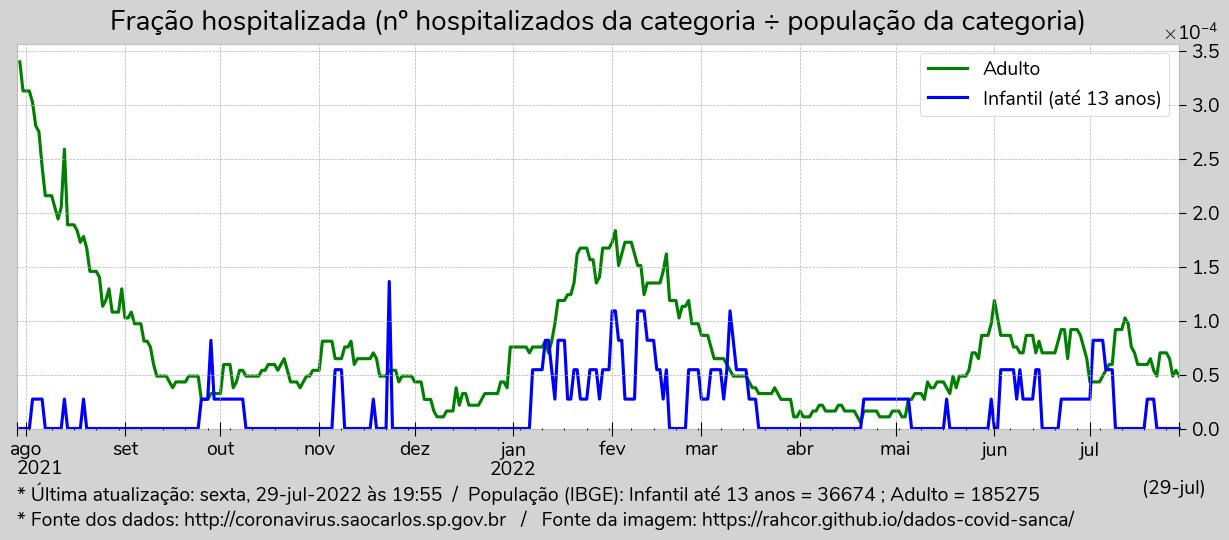 Fração hospitalizada (nº hospitalizados da categoria ÷ população da categoria)
×10⁻⁴
Adulto
Infantil (até 13 anos)
3.5
3.0
2.5
2.0
1.5
1.0
0.5
0.0
ago set out nov dez jan fev mar abr mai jun jul
2021 2022
(29-jul)
* Última atualização: sexta, 29-jul-2022 às 19:55 / População (IBGE): Infantil até 13 anos = 36674 ; Adulto = 185275
* Fonte dos dados: http://coronavirus.saocarlos.sp.gov.br / Fonte da imagem: https://rahcor.github.io/dados-covid-sanca/